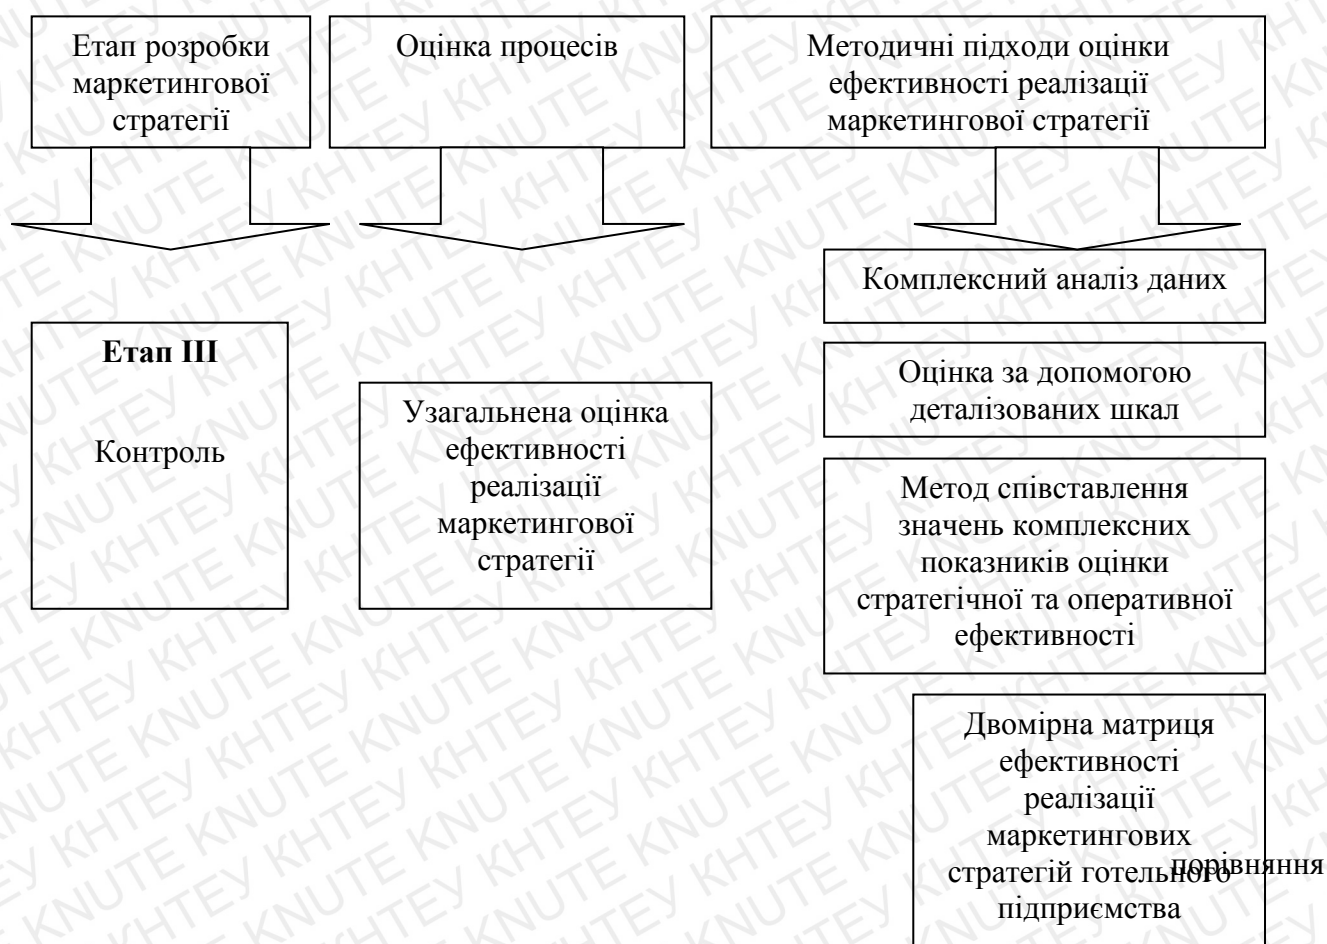 Етап розробки
маркетингової
стратегії
Оцінка процесів
Методичні підходи оцінки
ефективності реалізації
маркетингової стратегії
Комплексний аналіз даних
Етап III
Контроль
Узагальнена оцінка
ефективності
реалізації
маркетингової
стратегії
Оцінка за допомогою
деталізованих шкал
Метод співставлення
значень комплексних
показників оцінки
стратегічної та оперативної
ефективності
Двомірна матриця
ефективності
реалізації
маркетингових
стратегій готельного
підприємства
порівняння